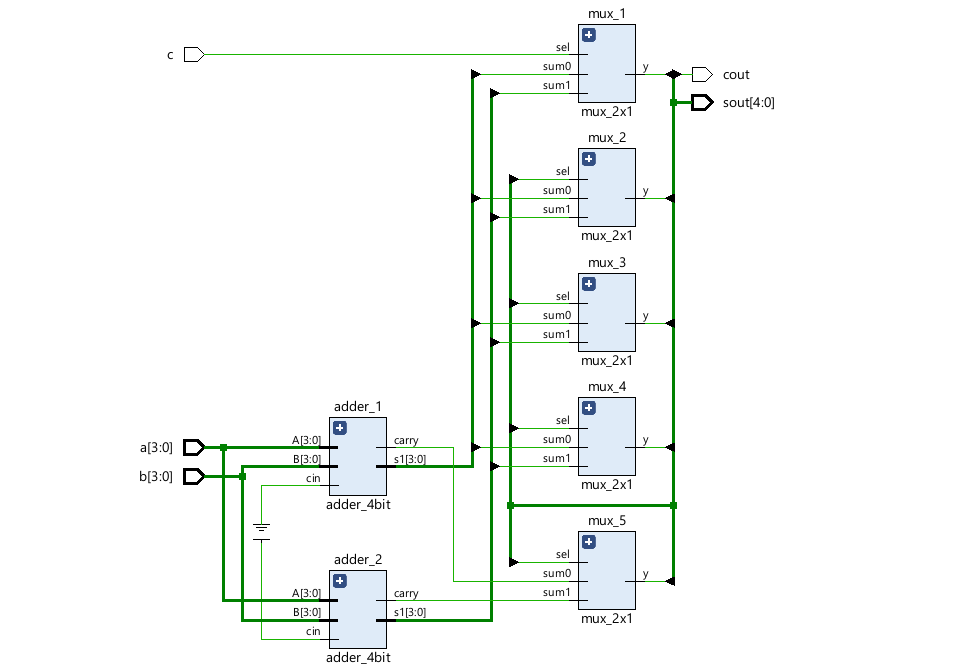 mux_1
c
sel
sum0
sum1
y
cout
sout[4:0]
mux_2x1
mux_2
sel
sum0
sum1
y
mux_2x1
mux_3
sel
sum0
sum1
y
mux_2x1
mux_4
sel
sum0
sum1
y
mux_2x1
adder_1
a[3:0]
b[3:0]
A[3:0]
B[3:0]
cin
carry
s1[3:0]
adder_4bit
mux_5
sel
sum0
sum1
y
mux_2x1
adder_2
A[3:0]
B[3:0]
cin
carry
s1[3:0]
adder_4bit